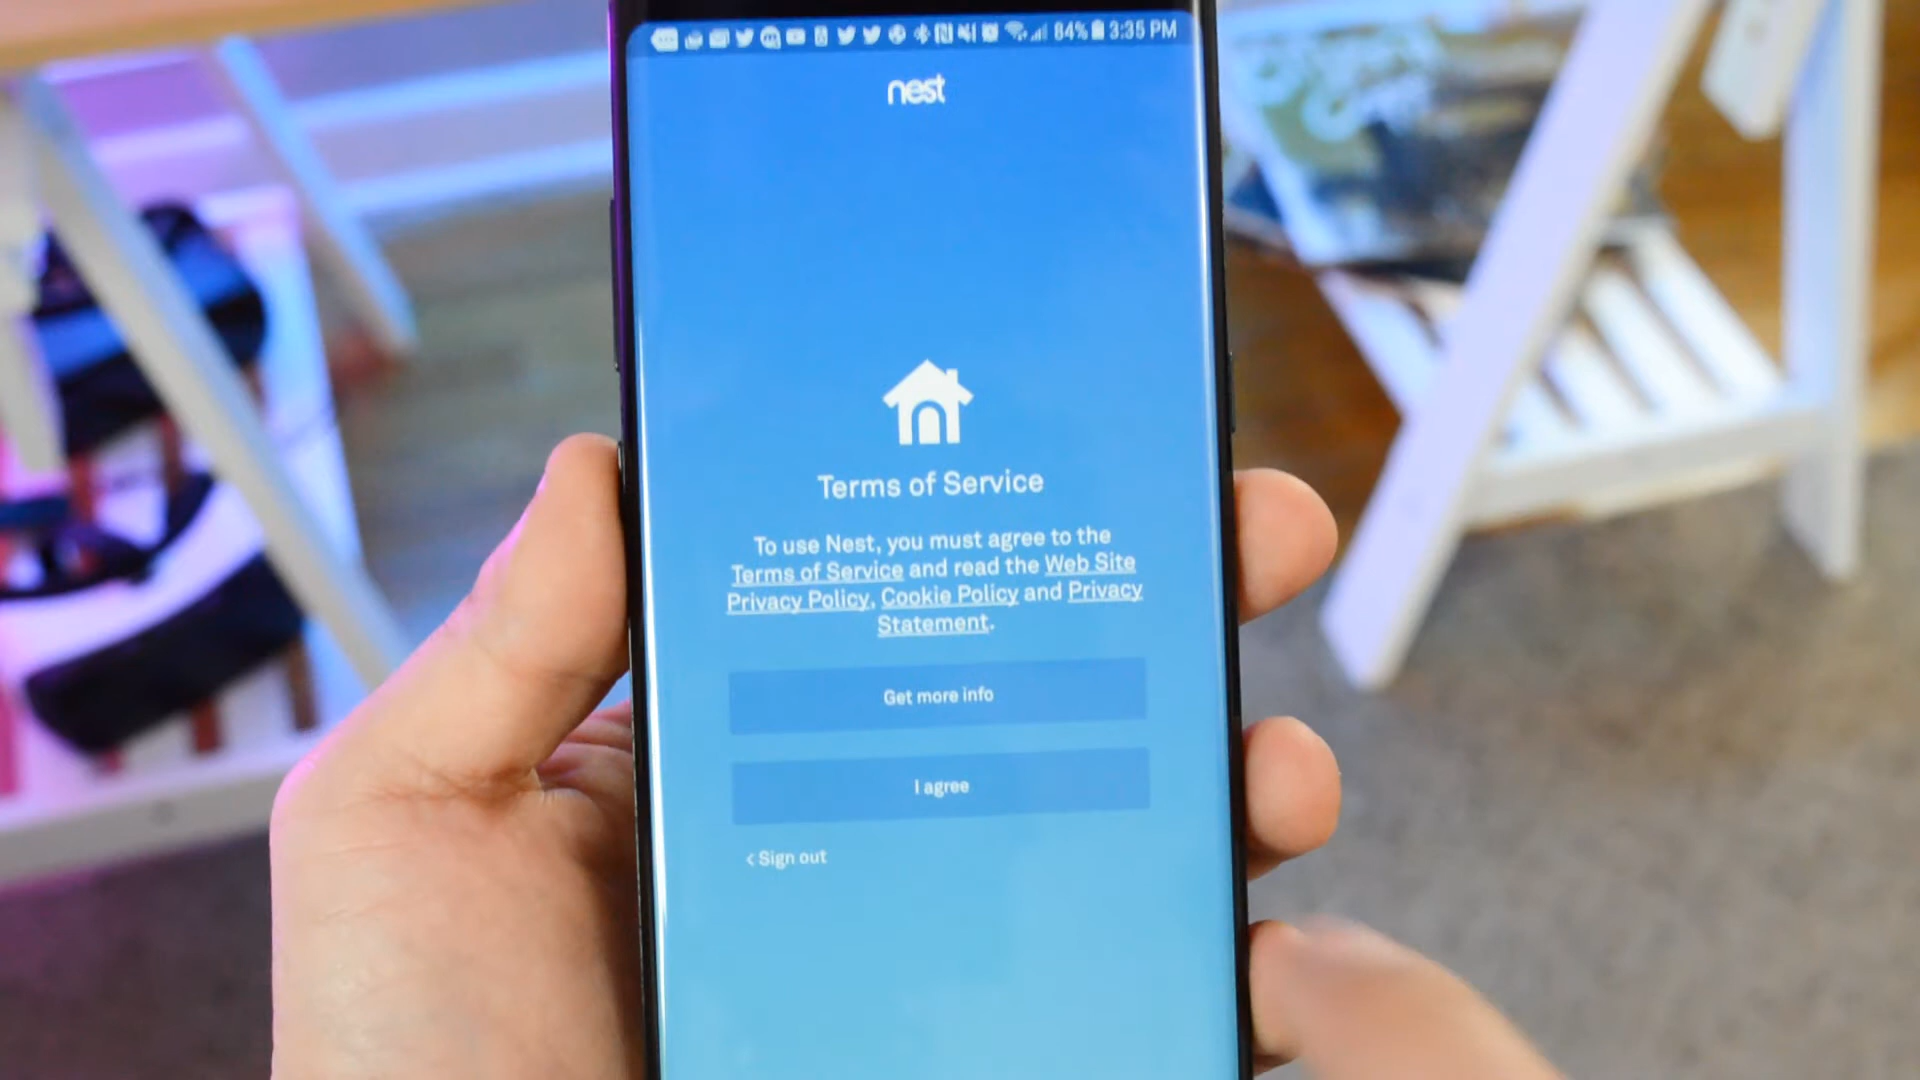 84% 3:35 PM
nest
Terms of Service
To use Nest, you must agree to the
Terms of Service and read the Web Site
Privacy Policy, Cookie Policy and Privacy
Statement.
Get more info
I agree
< Sign out